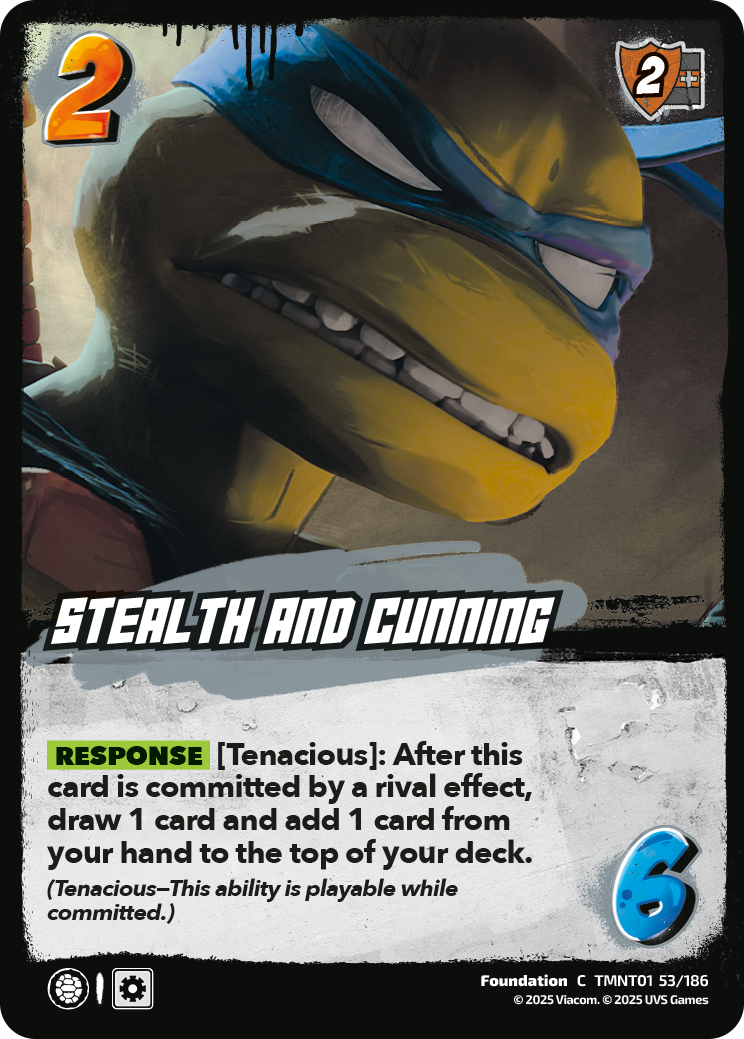 2
2
STEALTH AND CUNNING
RESPONSE [Tenacious]: After this
card is committed by a rival effect,
draw 1 card and add 1 card from
your hand to the top of your deck.
(Tenacious—This ability is playable while
committed.)
6
Foundation C TMNT01 53/186
© 2025 Viacom. © 2025 UVS Games